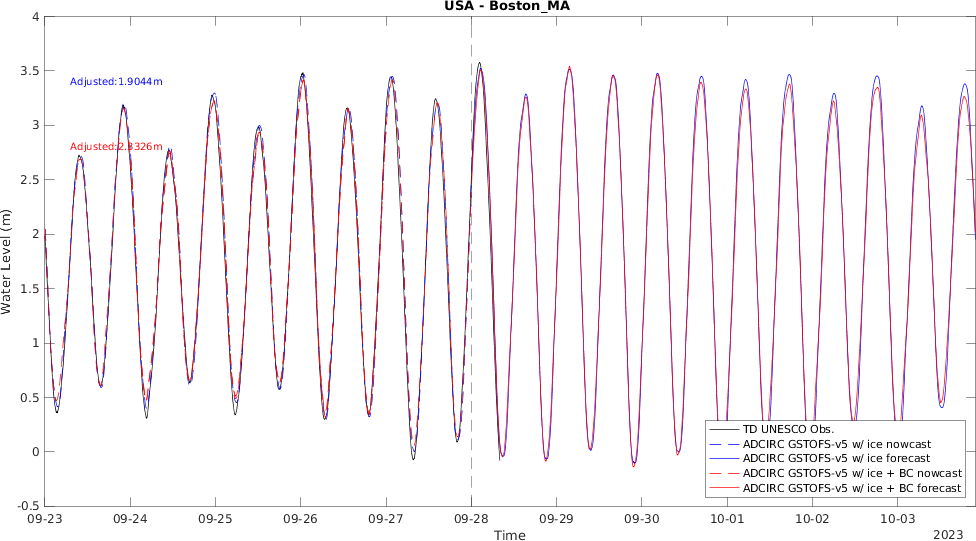 USA - Boston_MA
4
3.5
3
2.5
2
1.5
1
0.5
0
-0.5
Water Level (m)
Adjusted:1.9044m
Adjusted:2.3326m
TD UNESCO Obs.
ADCIRC GSTOFS-v5 w/ ice nowcast
ADCIRC GSTOFS-v5 w/ ice forecast
ADCIRC GSTOFS-v5 w/ ice + BC nowcast
ADCIRC GSTOFS-v5 w/ ice + BC forecast
09-23 09-24 09-25 09-26 09-27 09-28 09-29 09-30 10-01 10-02 10-03
Time
2023